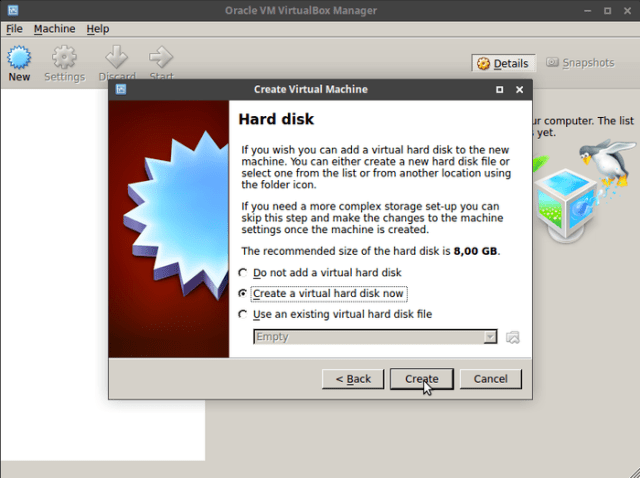 Oracle VM VirtualBox Manager
File Machine Help
New Settings Discard Start
Details Snapshots
ur computer. The list
yet.
Create Virtual Machine
Hard disk
If you wish you can add a virtual hard disk to the new
machine. You can either create a new hard disk file or
select one from the list or from another location using
the folder icon.
If you need a more complex storage set-up you can
skip this step and make the changes to the machine
settings once the machine is created.
The recommended size of the hard disk is 8,00 GB.
Do not add a virtual hard disk
Create a virtual hard disk now
Use an existing virtual hard disk file
Empty
< Back Create Cancel